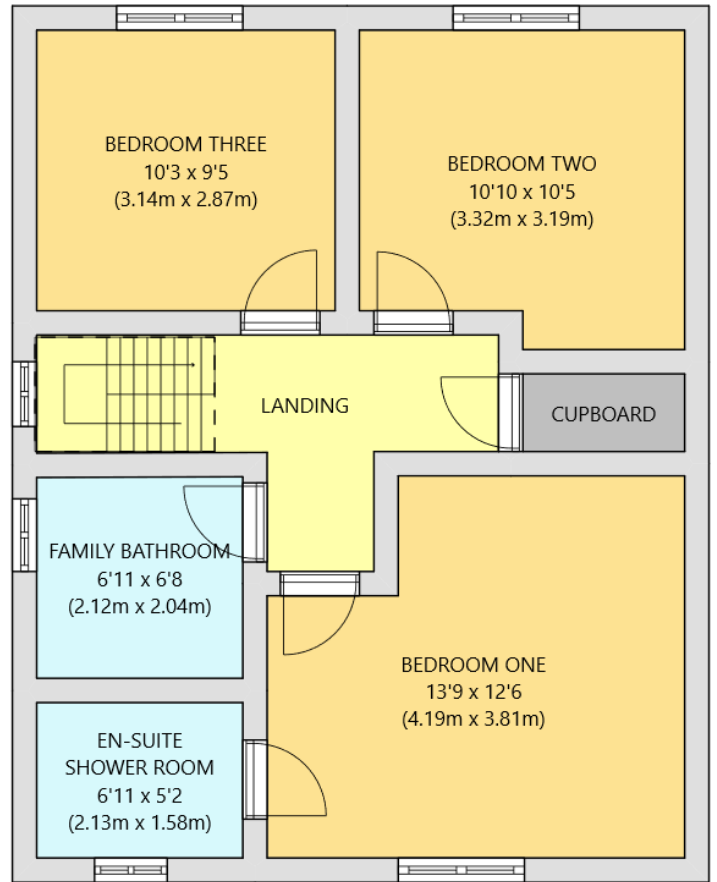 BEDROOM THREE
10'3 x 9'5
(3.14m x 2.87m)
BEDROOM TWO
10'10 x 10'5
(3.32m x 3.19m)
LANDING
CUPBOARD
FAMILY BATHROOM
6'11 x 6'8
(2.12m x 2.04m)
BEDROOM ONE
13'9 x 12'6
(4.19m x 3.81m)
EN-SUITE
SHOWER ROOM
6'11 x 5'2
(2.13m x 1.58m)